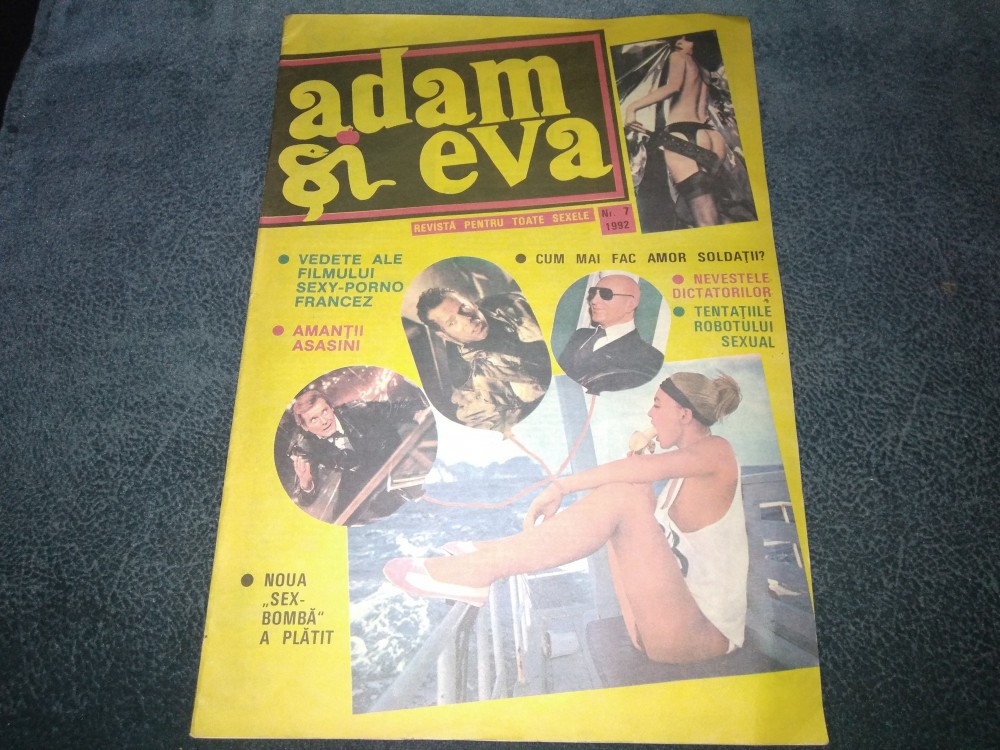 adam
și eva
REVISTĂ PENTRU TOATE SEXELE
Nr. 7
1992
● VEDETE ALE
FILMULUI
SEXY-PORNO
FRANCEZ
● AMANȚII
ASASINI
● CUM MAI FAC AMOR SOLDAȚII?
● NEVESTELE
DICTATORILOR
● TENTAȚIILE
ROBOTULUI
SEXUAL
● NOUA
„SEX-
BOMBĂ“
A PLĂTIT